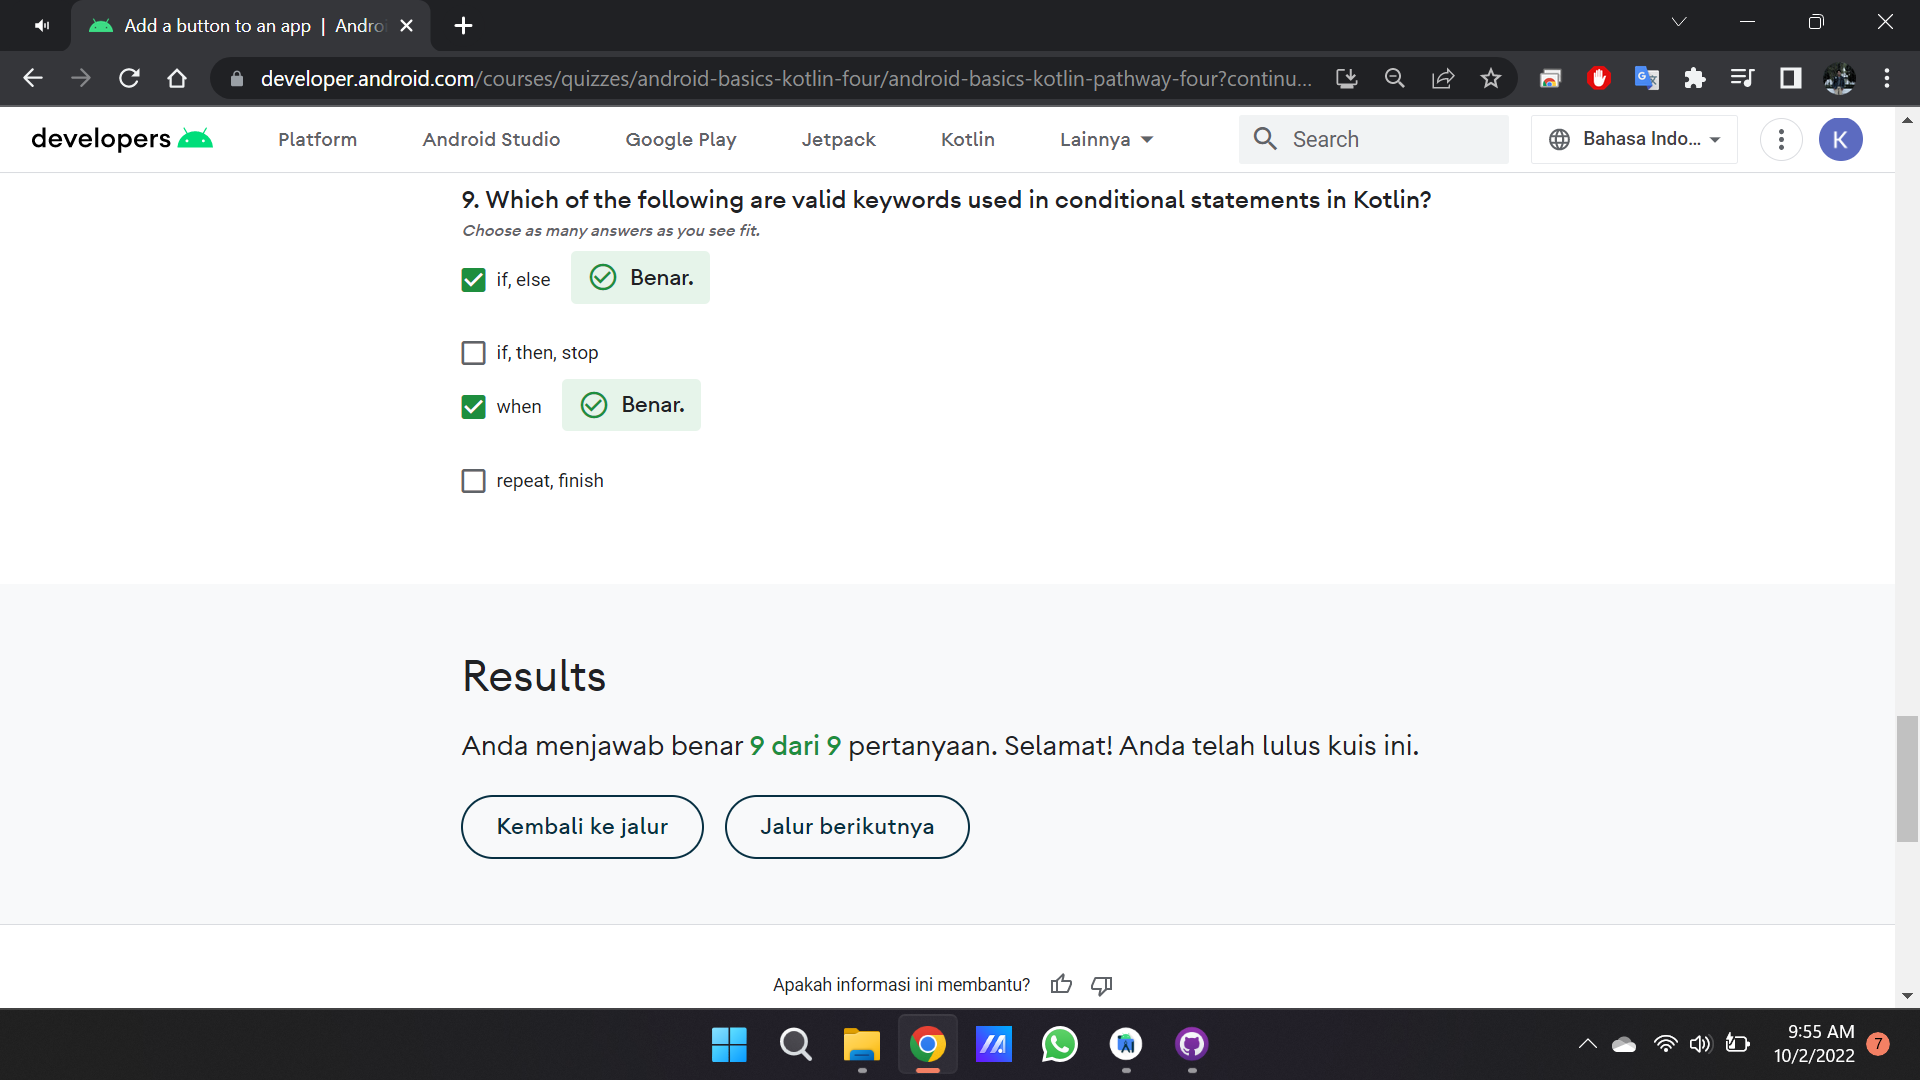 Add a button to an app | Androi
developer.android.com/courses/quizzes/android-basics-kotlin-four/android-basics-kotlin-pathway-four?continu...
developers
Platform
Android Studio
Google Play
Jetpack
Kotlin
Lainnya
Search
Bahasa Indo...
K
9. Which of the following are valid keywords used in conditional statements in Kotlin?
Choose as many answers as you see fit.
if, else
Benar.
if, then, stop
when
Benar.
repeat, finish
Results
Anda menjawab benar 9 dari 9 pertanyaan. Selamat! Anda telah lulus kuis ini.
Kembali ke jalur
Jalur berikutnya
Apakah informasi ini membantu?
9:55 AM
10/2/2022
7